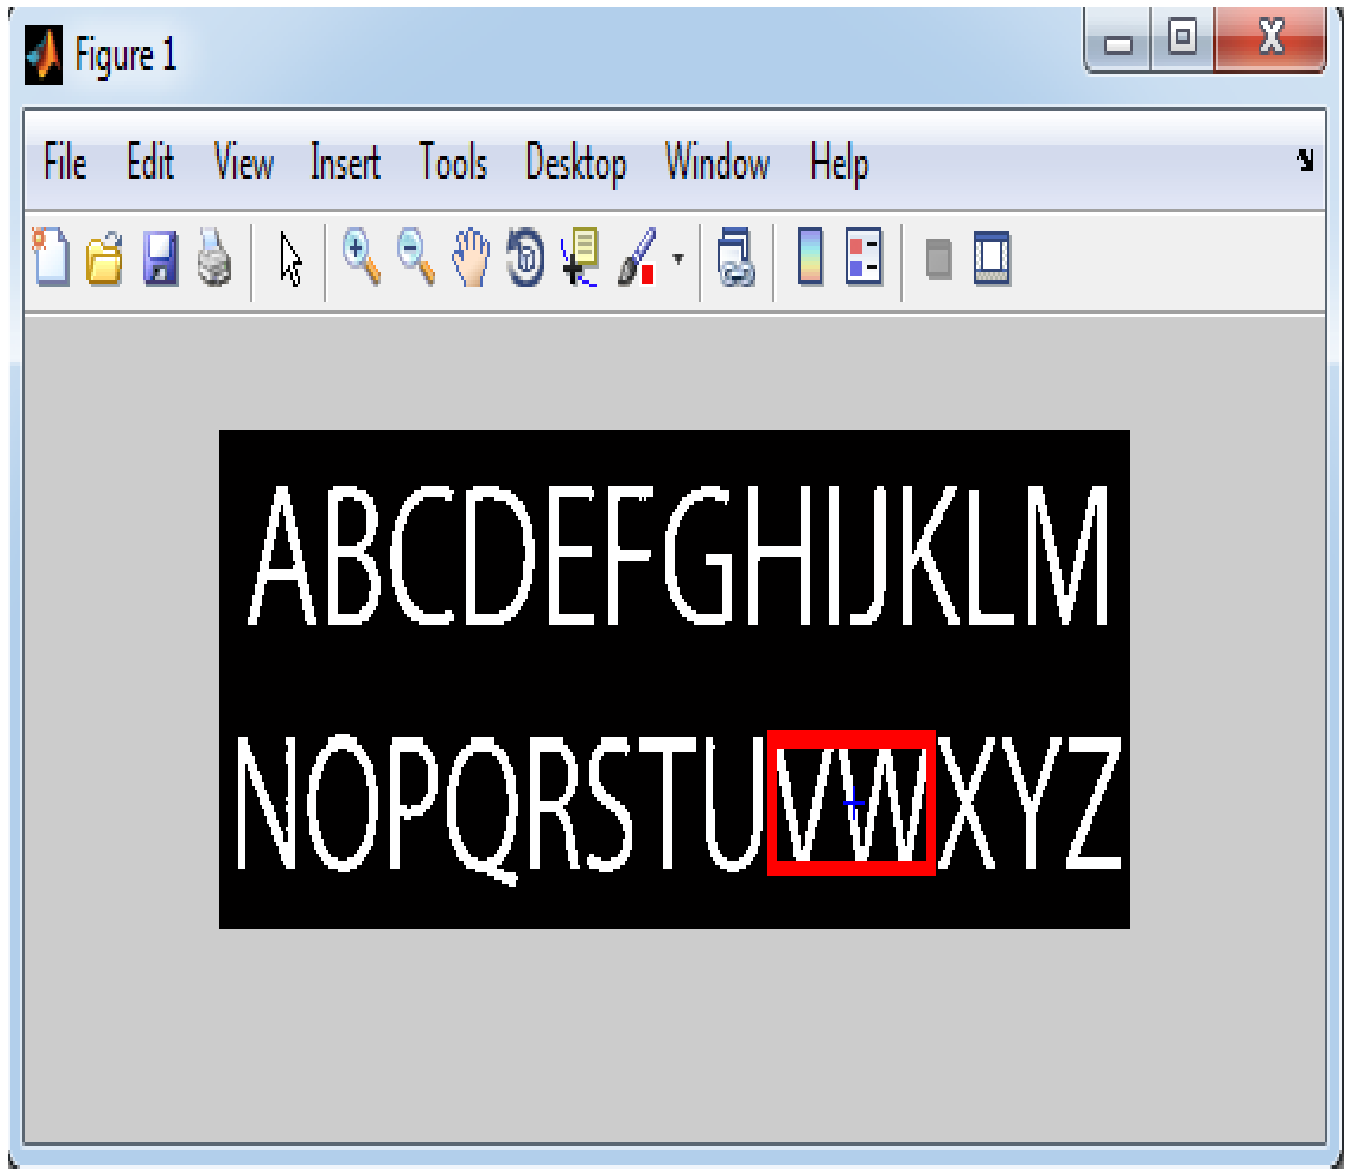 Figure 1
File Edit View Insert Tools Desktop Window Help
ABCDEFGHIJKLM
NOPQRSTUVWXYZ